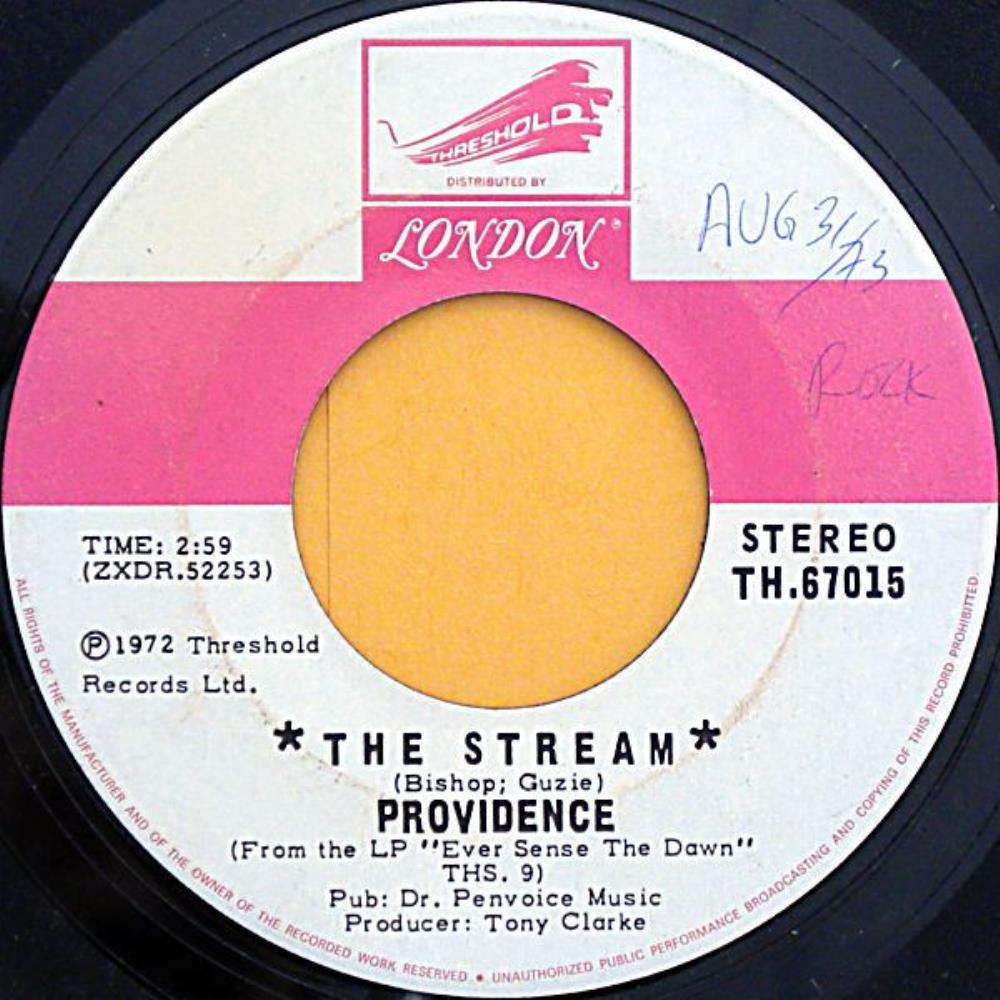 THRESHOLD
DISTRIBUTED BY
LONDON®
AUG 31/73
ROCK
TIME: 2:59
(ZXDR.52253)
STEREO
TH.67015
Ⓟ1972 Threshold
Records Ltd.
*THE STREAM*
(Bishop; Guzie)
PROVIDENCE
(From the LP "Ever Sense The Dawn"
THS. 9)
Pub: Dr. Penvoice Music
Producer: Tony Clarke
ALL RIGHTS OF THE MANUFACTURER AND OF THE OWNER OF THE RECORDED WORK RESERVED • UNAUTHORIZED PUBLIC PERFORMANCE BROADCASTING AND COPYING OF THIS RECORD PROHIBITTED.